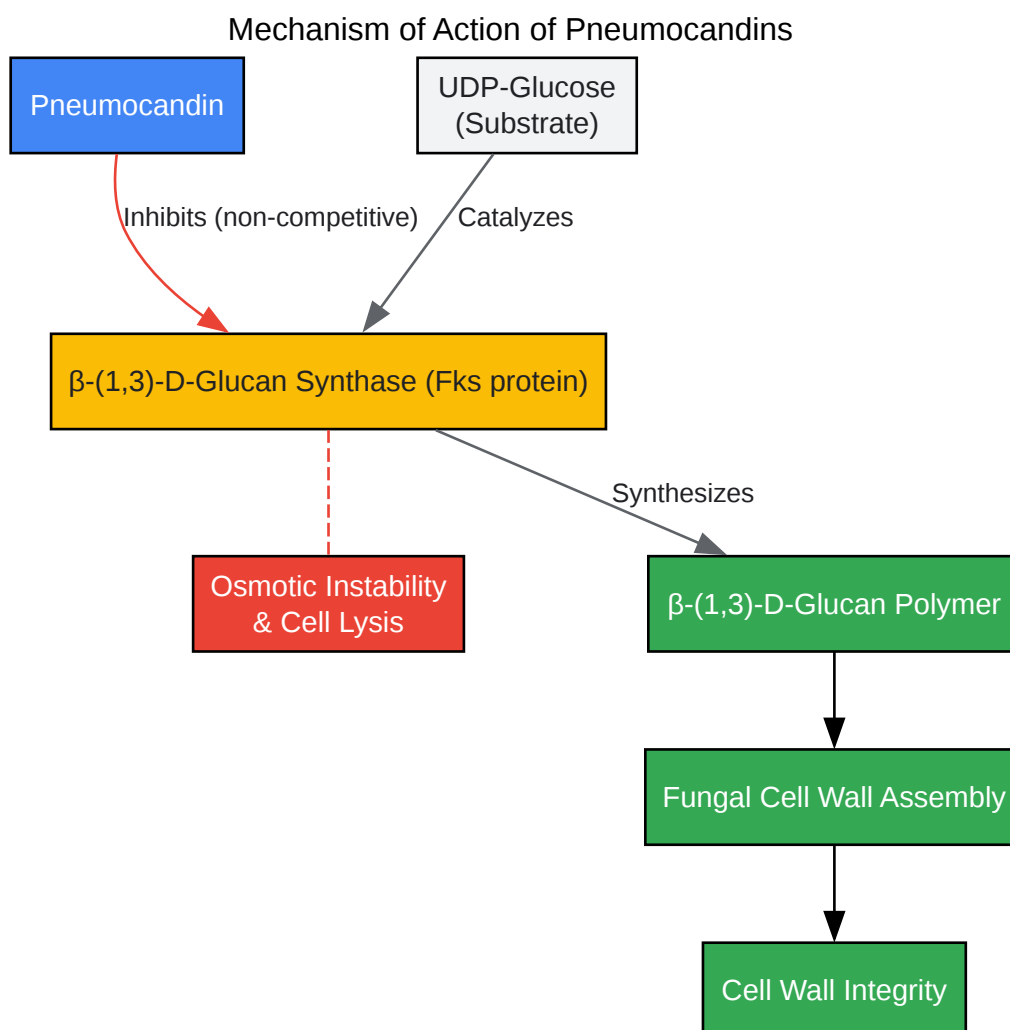 Mechanism of Action of Pneumocandins
Pneumocandin
UDP-Glucose
(Substrate)
Inhibits (non-competitive)
Catalyzes
β-(1,3)-D-Glucan Synthase (Fks protein)
Synthesizes
Osmotic Instability
& Cell Lysis
β-(1,3)-D-Glucan Polymer
Fungal Cell Wall Assembly
Cell Wall Integrity